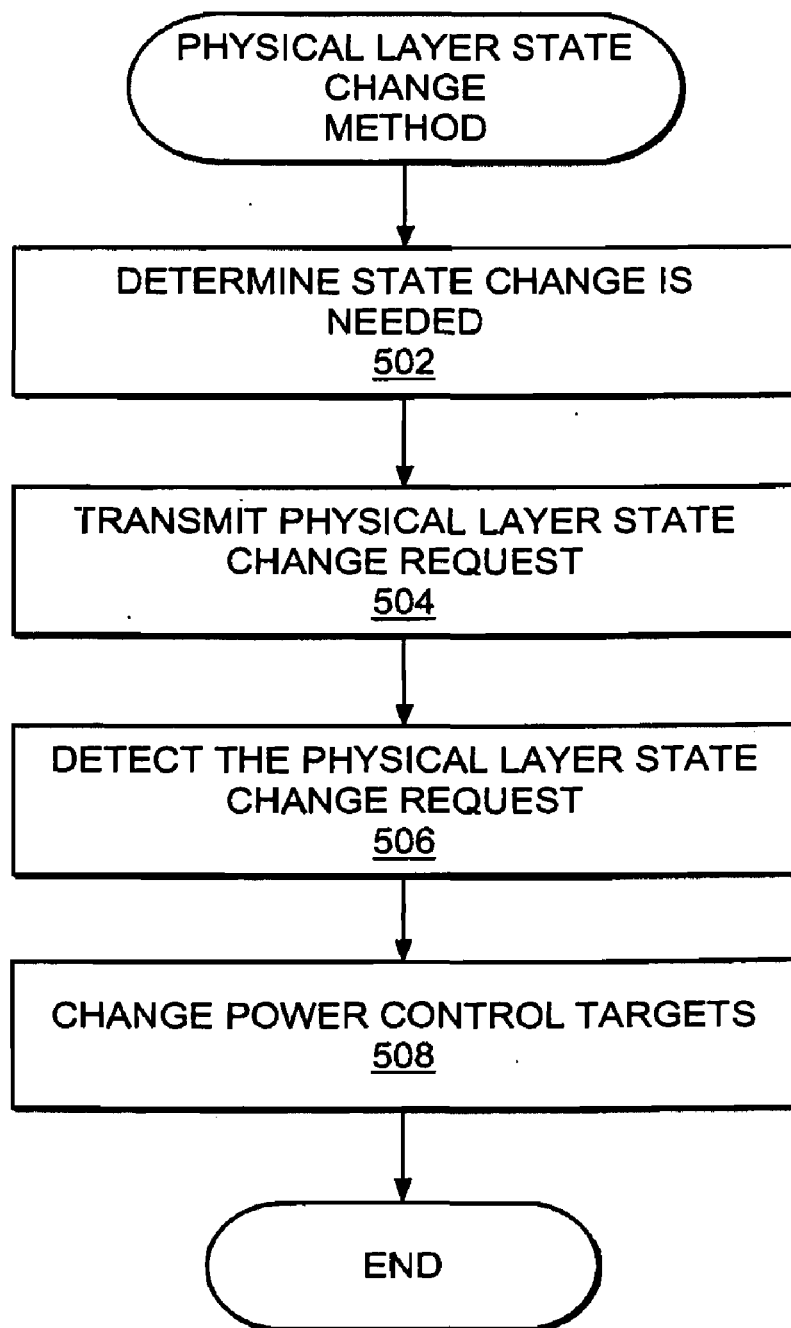 PHYSICAL LAYER STATE
CHANGE
METHOD
DETERMINE STATE CHANGE IS
NEEDED
502
TRANSMIT PHYSICAL LAYER STATE
CHANGE REQUEST
504
DETECT THE PHYSICAL LAYER STATE
CHANGE REQUEST
506
CHANGE POWER CONTROL TARGETS
508
END